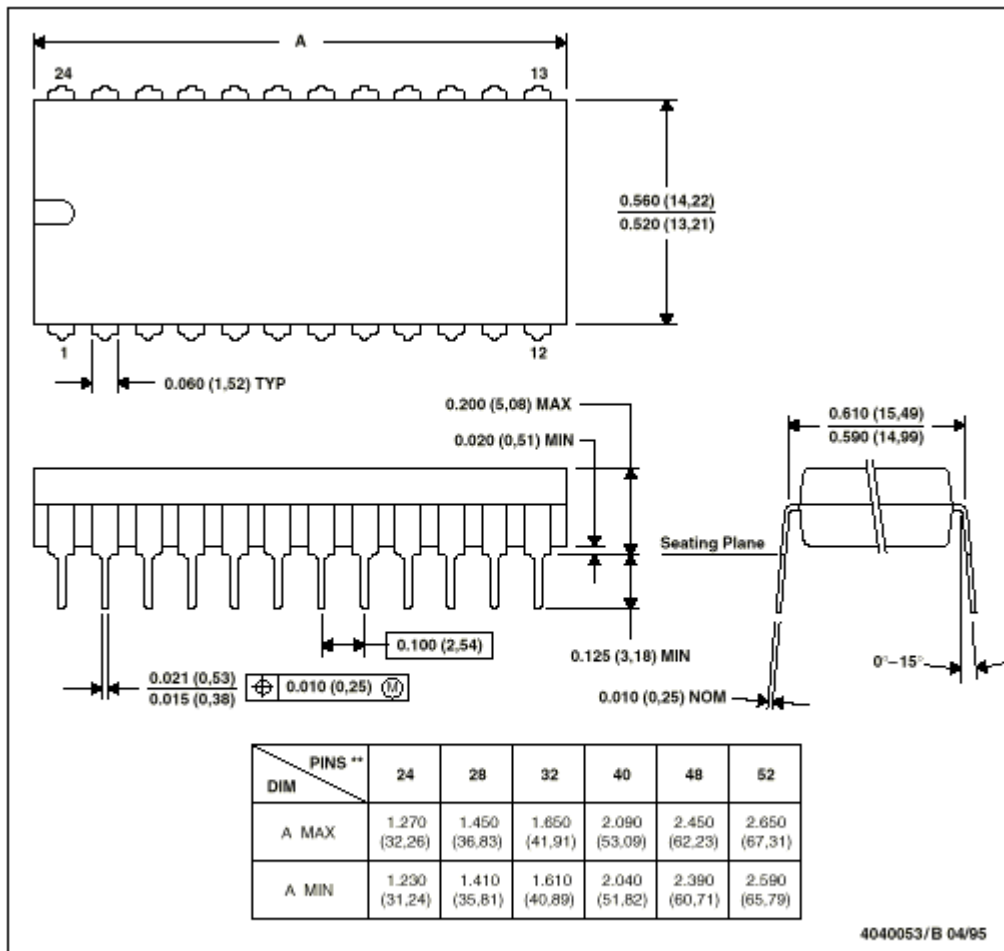 A
24
13
0.560 (14,22)
0.520 (13,21)
1
12
0.060 (1,52) TYP
0.200 (5,08) MAX
0.020 (0,51) MIN
0.610 (15,49)
0.590 (14,99)
Seating Plane
0.100 (2,54)
0.125 (3,18) MIN
0°–15°
0.021 (0,53)
0.015 (0,38)
0.010 (0,25) Ⓜ
0.010 (0,25) NOM
PINS **
DIM
24 28 32 40 48 52
A MAX
1.270 1.450 1.650 2.090 2.450 2.650
(32,26) (36,83) (41,91) (53,09) (62,23) (67,31)
A MIN
1.230 1.410 1.610 2.040 2.390 2.590
(31,24) (35,81) (40,89) (51,82) (60,71) (65,79)
4040053/B 04/95